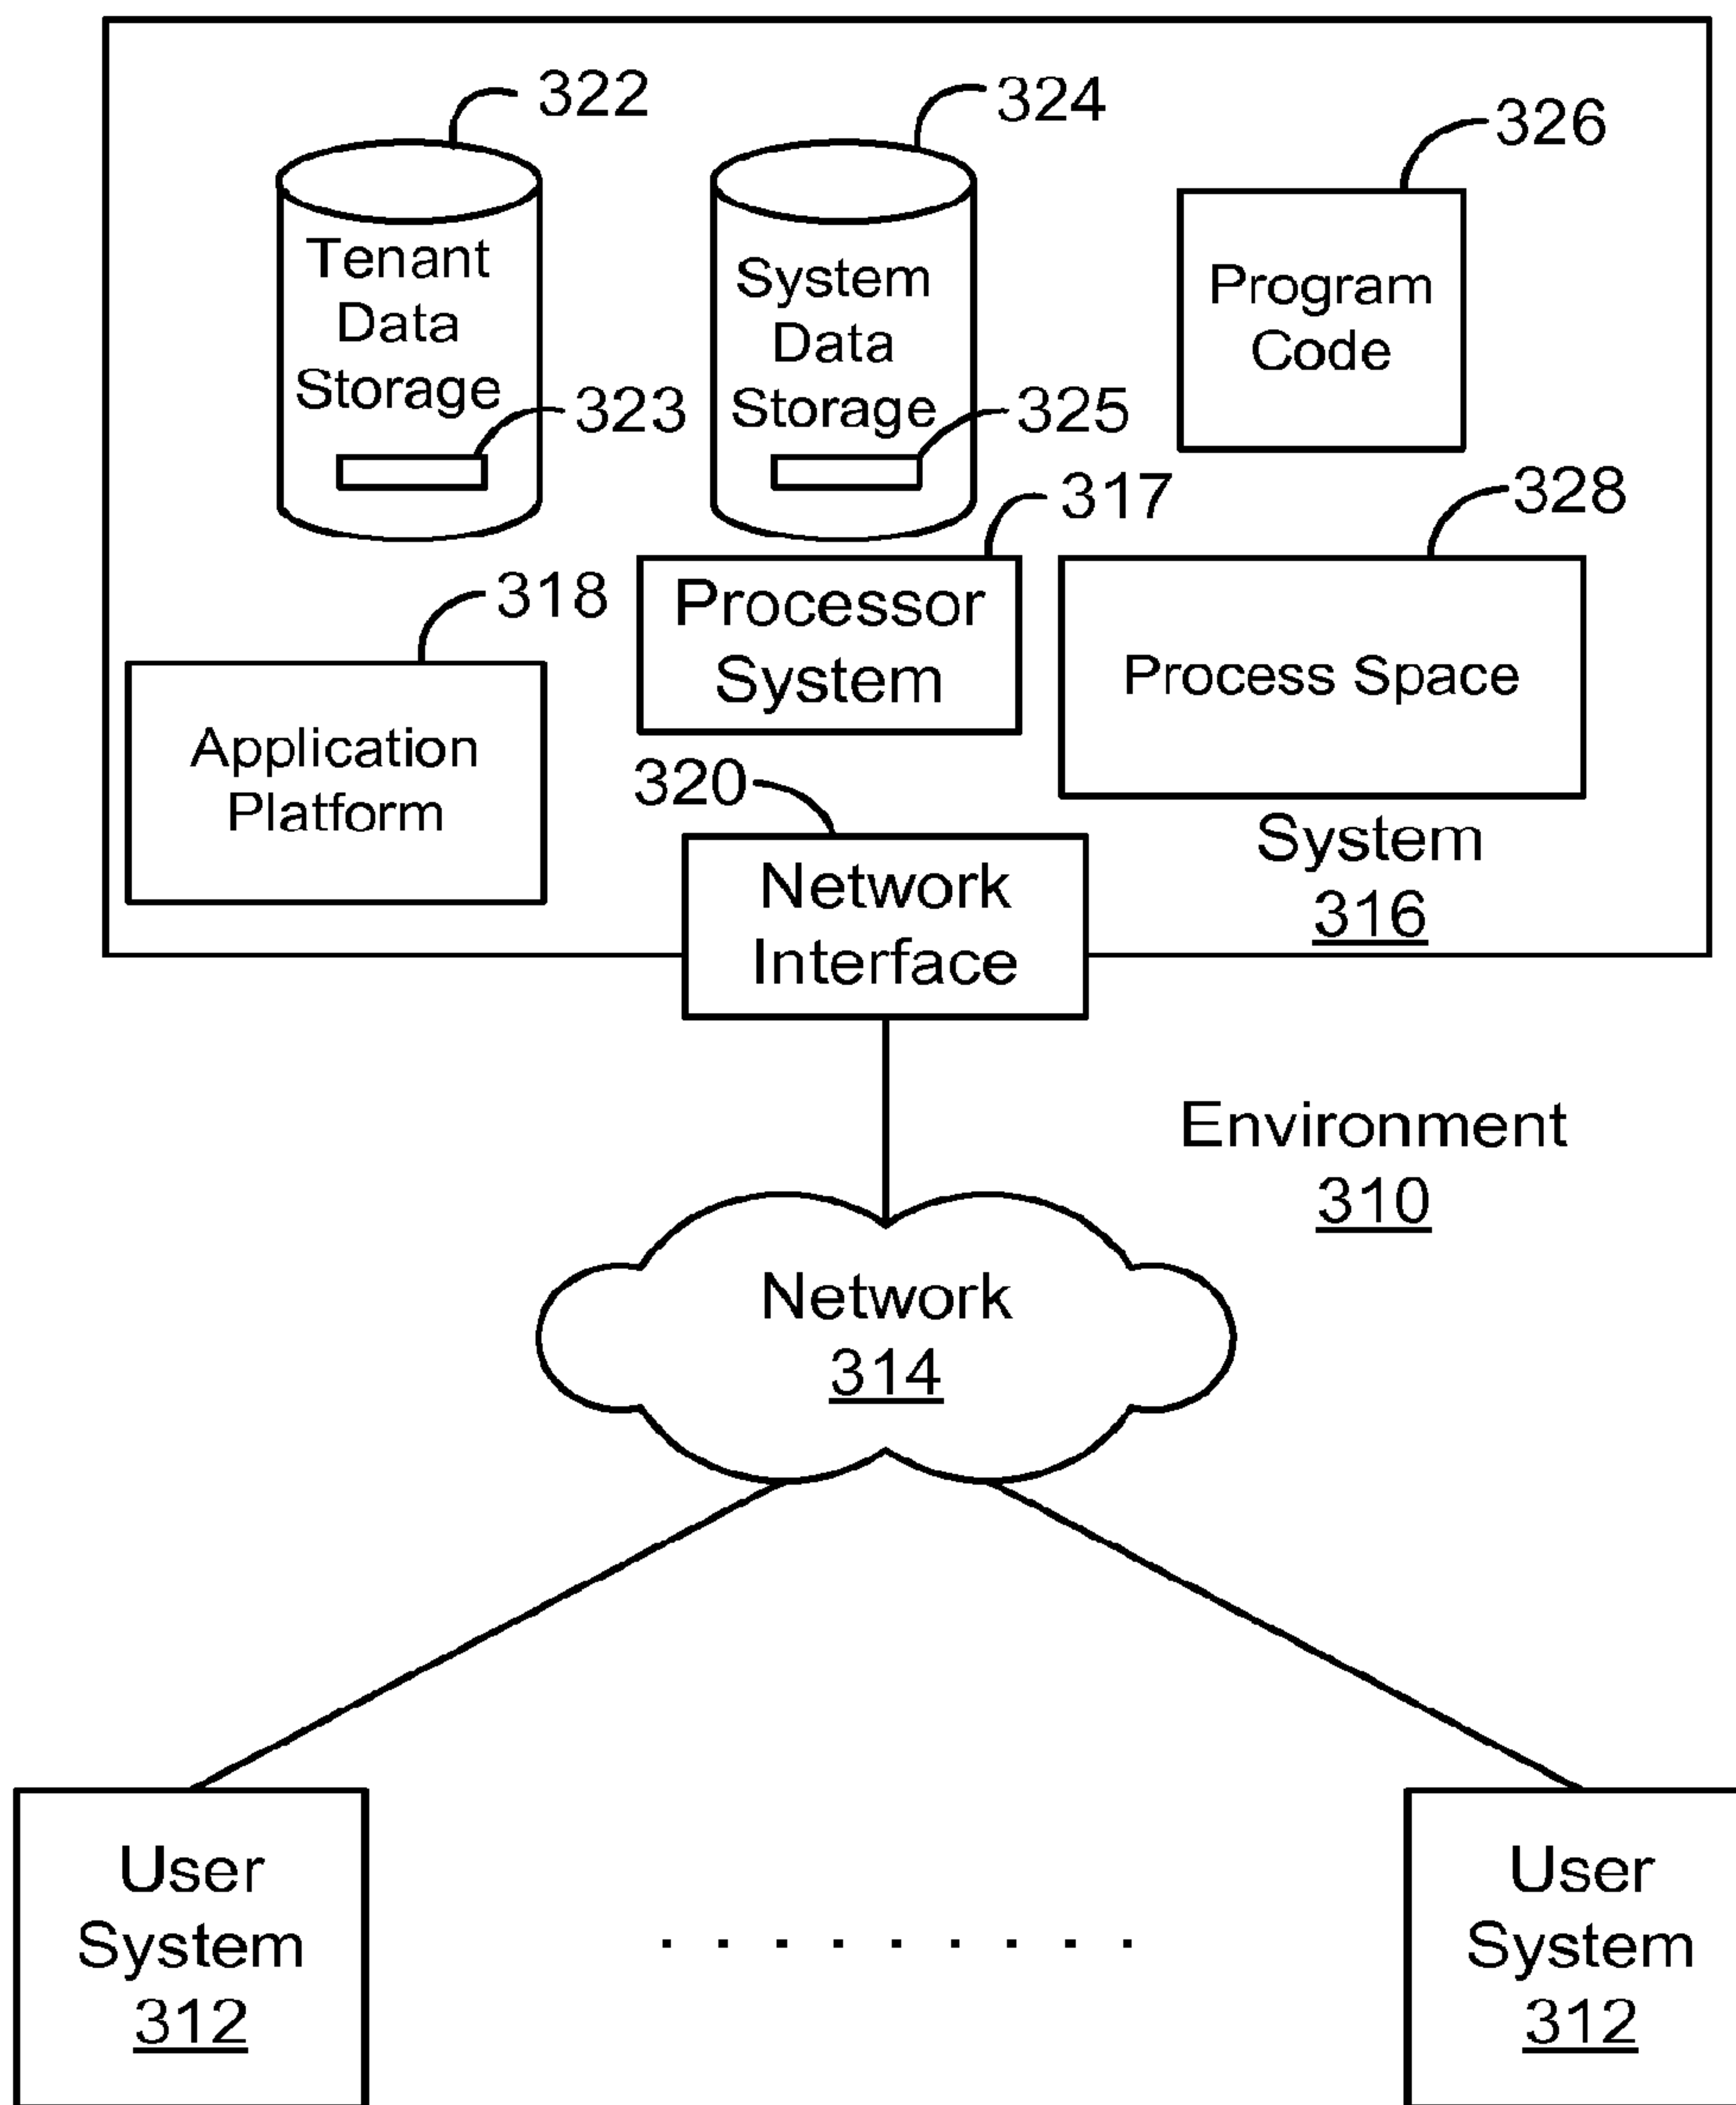 322
324
326
Tenant
Data
Storage
System
Data
Storage
Program
Code
323
325
317
328
318
Processor
System
Process Space
Application
Platform
320
System
316
Network
Interface
Environment
310
Network
314
User
System
312
. . . . . . . . .
User
System
312